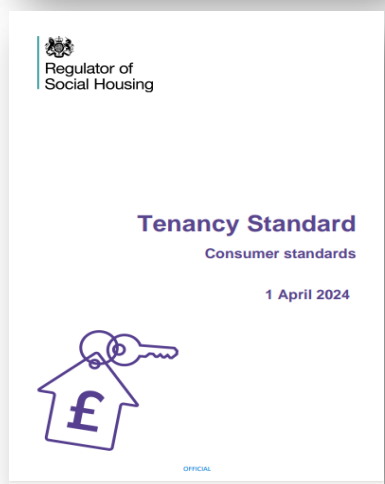 Regulator of
Social Housing
Tenancy Standard
Consumer standards
1 April 2024
£
OFFICIAL